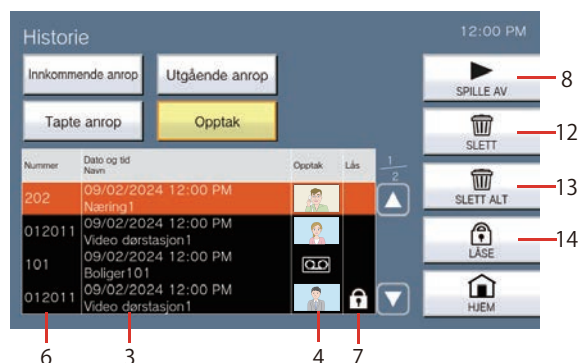 Historie
12:00 PM
Innkommende anrop
Utgående anrop
Tapte anrop
Opptak
Nummer
Dato og tid
Navn
Opptak
Lås
1
2
202
09/02/2024 12:00 PM
Næring1
012011
09/02/2024 12:00 PM
Video dørstasjon1
101
09/02/2024 12:00 PM
Boliger101
012011
09/02/2024 12:00 PM
Video dørstasjon1
SPILLE AV
SLETT
SLETT ALT
LÅSE
HJEM
8
12
13
14
6
3
4
7